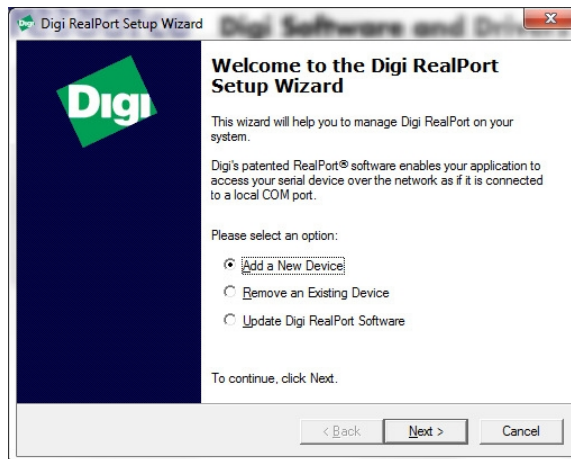 Digi RealPort Setup Wizard
Digi Software and Drivers
Digi
Welcome to the Digi RealPort
Setup Wizard
This wizard will help you to manage Digi RealPort on your
system.
Digi's patented RealPort® software enables your application to
access your serial device over the network as if it is connected
to a local COM port.
Please select an option:
Add a New Device
Remove an Existing Device
Update Digi RealPort Software
To continue, click Next.
< Back
Next >
Cancel